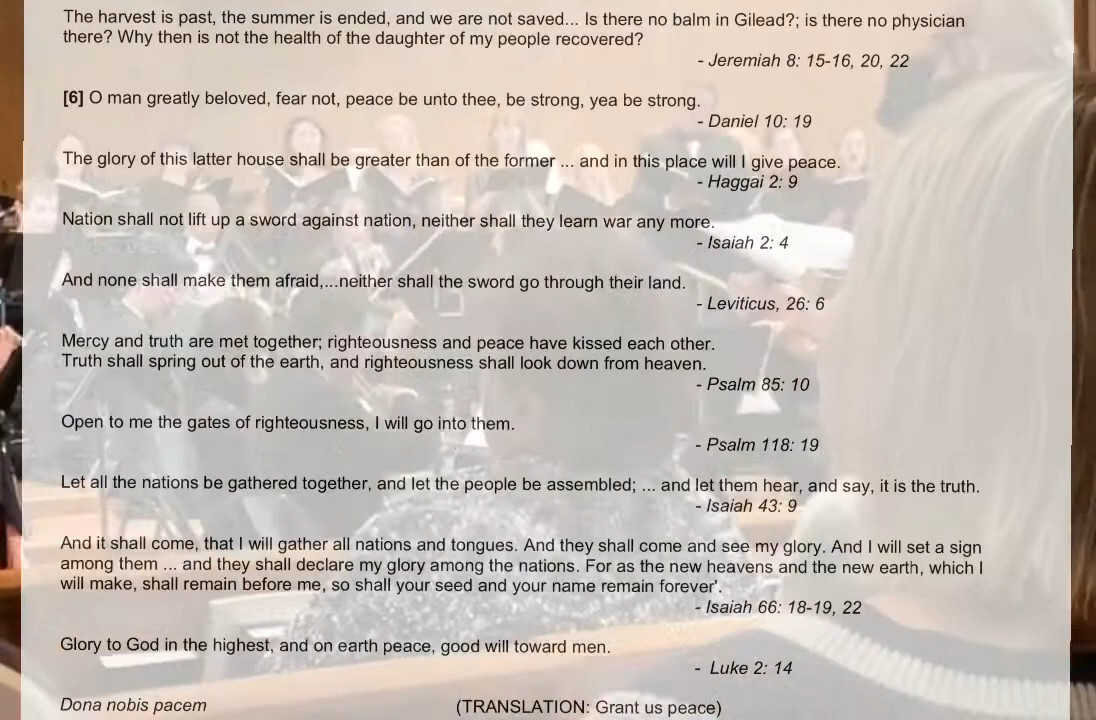 The harvest is past, the summer is ended, and we are not saved... Is there no balm in Gilead?; is there no physician
there? Why then is not the health of the daughter of my people recovered?
- Jeremiah 8: 15-16, 20, 22
[6] O man greatly beloved, fear not, peace be unto thee, be strong, yea be strong.
- Daniel 10: 19
The glory of this latter house shall be greater than of the former ... and in this place will I give peace.
- Haggai 2: 9
Nation shall not lift up a sword against nation, neither shall they learn war any more.
- Isaiah 2: 4
And none shall make them afraid,...neither shall the sword go through their land.
- Leviticus, 26: 6
Mercy and truth are met together; righteousness and peace have kissed each other.
Truth shall spring out of the earth, and righteousness shall look down from heaven.
- Psalm 85: 10
Open to me the gates of righteousness, I will go into them.
- Psalm 118: 19
Let all the nations be gathered together, and let the people be assembled; ... and let them hear, and say, it is the truth.
- Isaiah 43: 9
And it shall come, that I will gather all nations and tongues. And they shall come and see my glory. And I will set a sign
among them ... and they shall declare my glory among the nations. For as the new heavens and the new earth, which I
will make, shall remain before me, so shall your seed and your name remain forever'.
- Isaiah 66: 18-19, 22
Glory to God in the highest, and on earth peace, good will toward men.
- Luke 2: 14
Dona nobis pacem (TRANSLATION: Grant us peace)